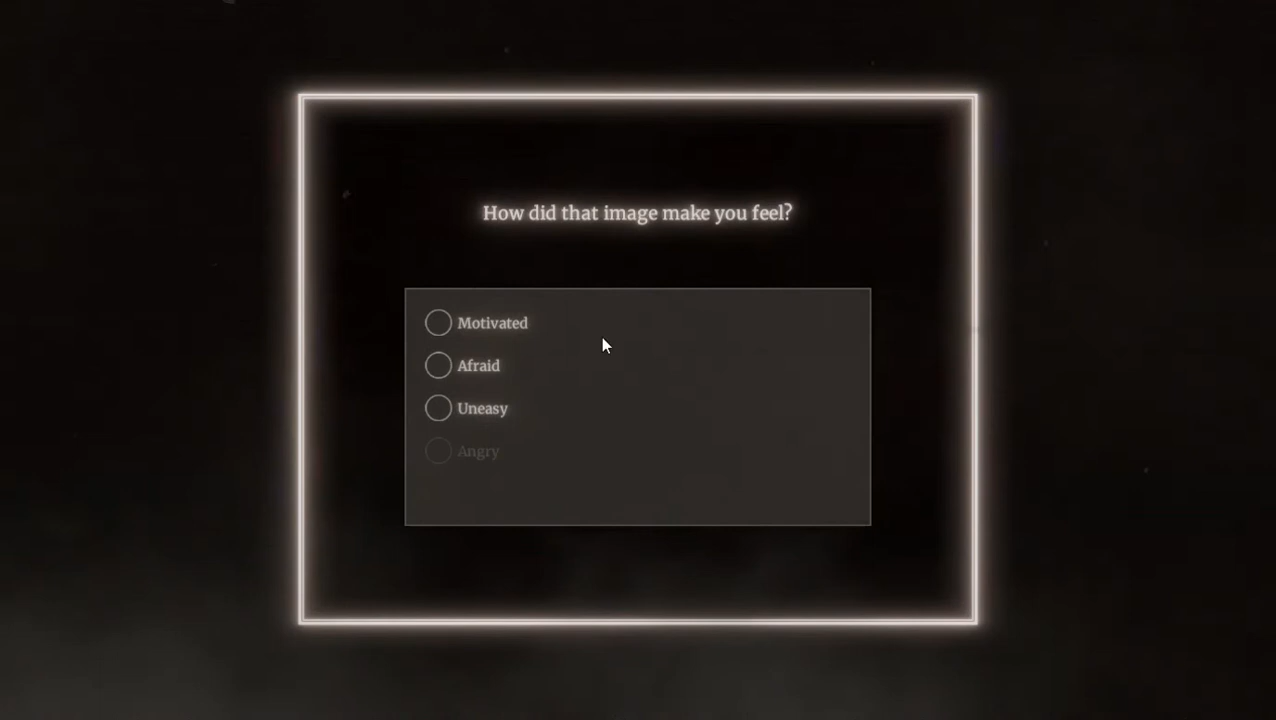 How did that image make you feel?
Motivated
Afraid
Uneasy
Angry